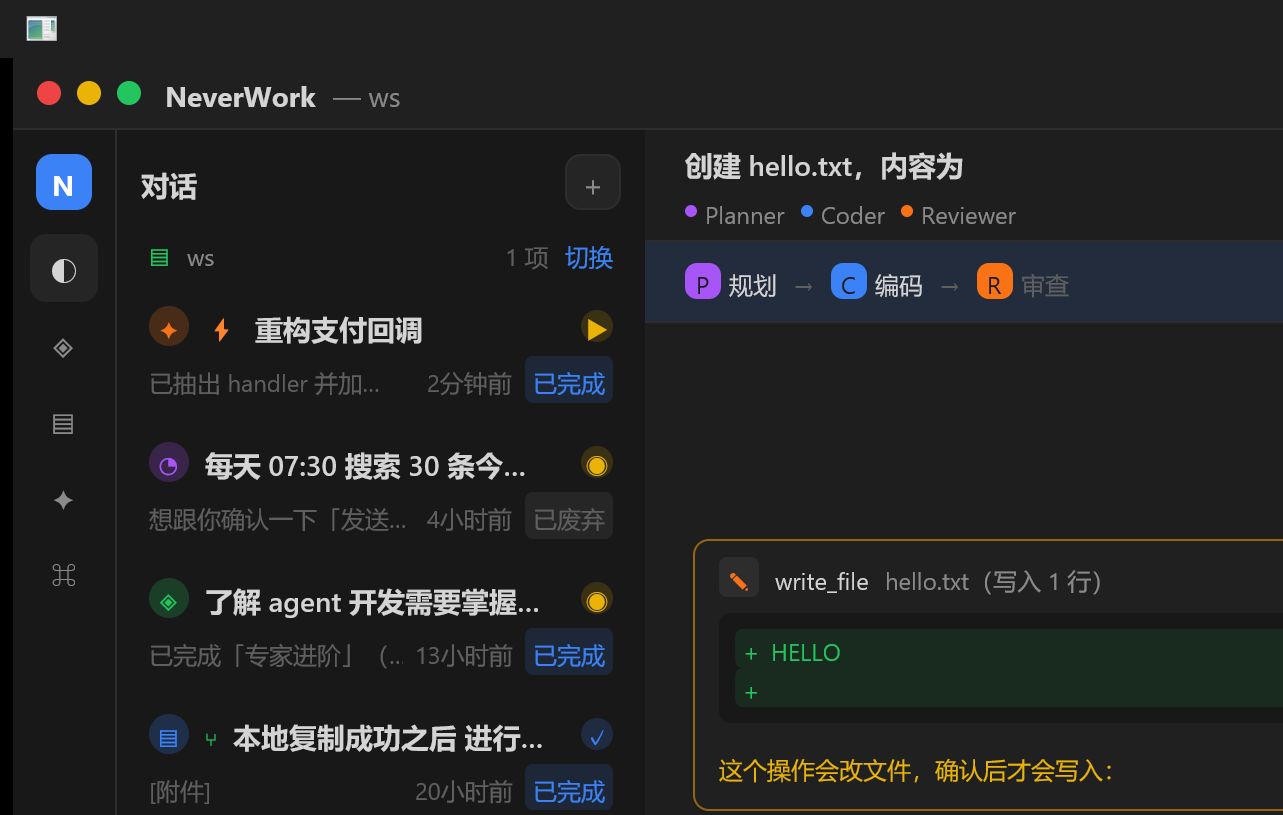 NeverWork — ws
N
对话
+
ws 1 项 切换
重构支付回调
已抽出 handler 并加... 2分钟前 已完成
每天 07:30 搜索 30 条今...
想跟你确认一下「发送... 4小时前 已废弃
了解 agent 开发需要掌握...
已完成「专家进阶」（... 13小时前 已完成
本地复制成功之后 进行...
[附件] 20小时前 已完成
创建 hello.txt，内容为
Planner Coder Reviewer
P 规划 → C 编码 → R 审查
write_file hello.txt（写入 1 行）
+ HELLO
+
这个操作会改文件，确认后才会写入：